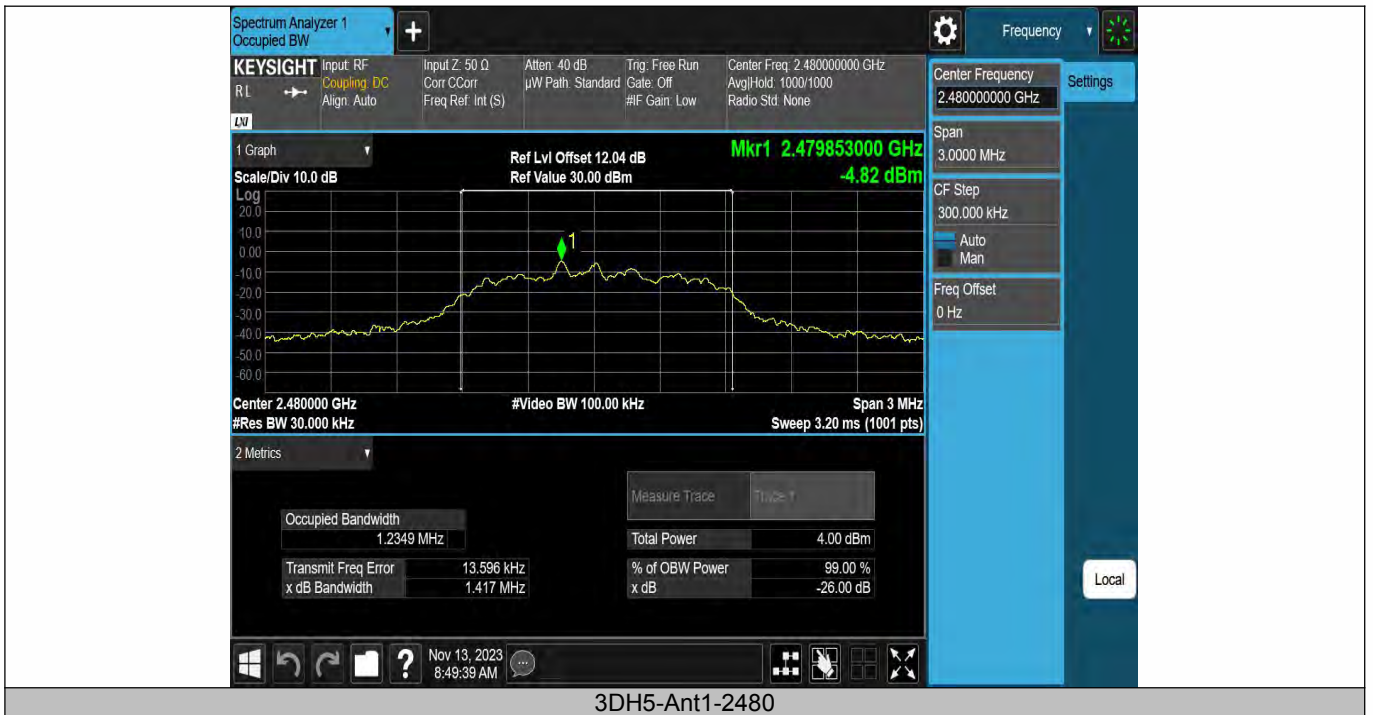 Spectrum Analyzer 1
Occupied BW
+
Frequency
KEYSIGHT
RL
LXI
Input: RF
Coupling: DC
Align: Auto
Input Z: 50 Ω
Corr CCorr
Freq Ref: Int (S)
Atten: 40 dB
µW Path: Standard
Trig: Free Run
Gate: Off
#IF Gain: Low
Center Freq: 2.480000000 GHz
Avg|Hold: 1000/1000
Radio Std: None
Center Frequency
2.480000000 GHz
Settings
Span
3.0000 MHz
CF Step
300.000 kHz
Auto
Man
Freq Offset
0 Hz
1 Graph
Scale/Div 10.0 dB
Ref Lvl Offset 12.04 dB
Ref Value 30.00 dBm
Mkr1 2.479853000 GHz
-4.82 dBm
Log
20.0
10.0
0.00
-10.0
-20.0
-30.0
-40.0
-50.0
-60.0
1
Center 2.480000 GHz
#Res BW 30.000 kHz
#Video BW 100.00 kHz
Span 3 MHz
Sweep 3.20 ms (1001 pts)
2 Metrics
Measure Trace
Trace 1
Occupied Bandwidth
1.2349 MHz
Total Power 4.00 dBm
Transmit Freq Error 13.596 kHz
% of OBW Power 99.00 %
x dB Bandwidth 1.417 MHz
x dB -26.00 dB
Local
?
Nov 13, 2023
8:49:39 AM
3DH5-Ant1-2480